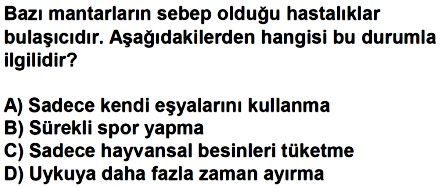 Bazı mantarların sebep olduğu hastalıklar
bulaşıcıdır. Aşağıdakilerden hangisi bu durumla
ilgilidir?
A) Sadece kendi eşyalarını kullanma
B) Sürekli spor yapma
C) Sadece hayvansal besinleri tüketme
D) Uykuya daha fazla zaman ayırma